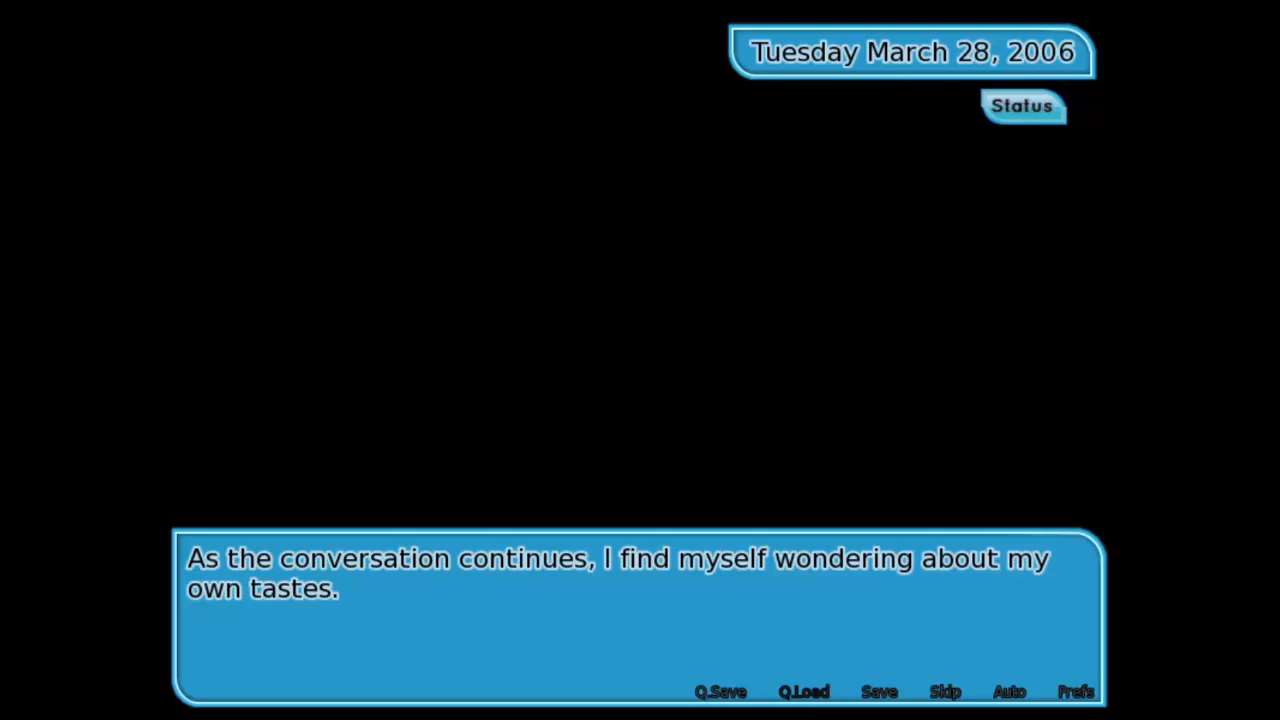 Tuesday March 28, 2006
Status
As the conversation continues, I find myself wondering about my
own tastes.
Q.Save Q.Load Save Skip Auto Prefs